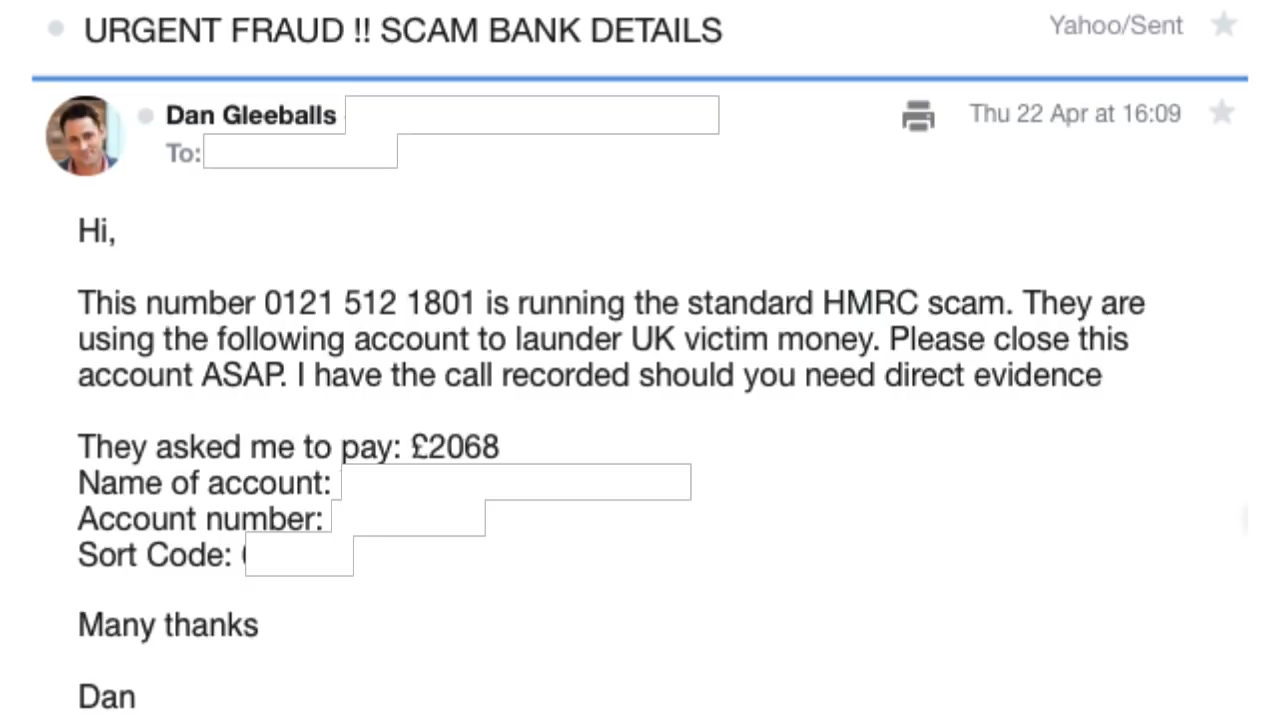 URGENT FRAUD !! SCAM BANK DETAILS
Yahoo/Sent
Dan Gleeballs
Thu 22 Apr at 16:09
To:
Hi,
This number 0121 512 1801 is running the standard HMRC scam. They are
using the following account to launder UK victim money. Please close this
account ASAP. I have the call recorded should you need direct evidence
They asked me to pay: £2068
Name of account:
Account number:
Sort Code:
Many thanks
Dan